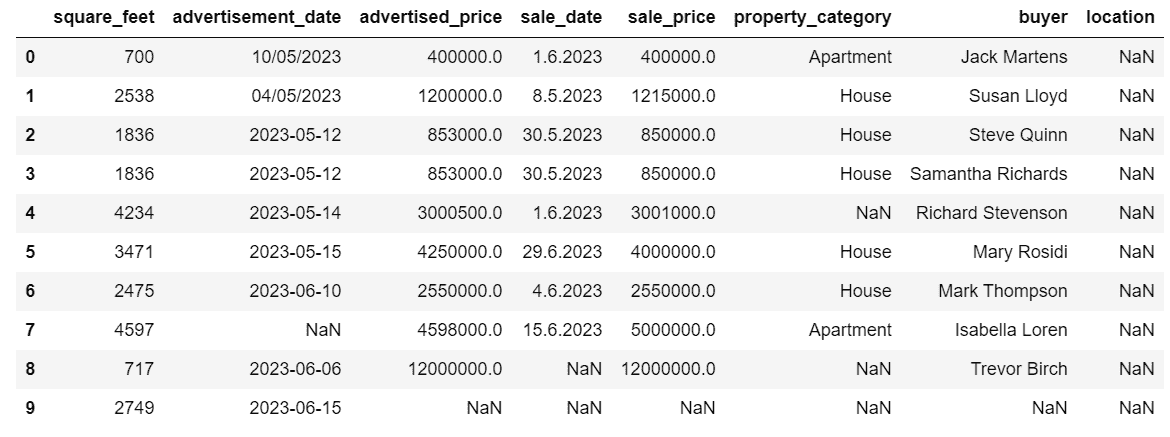 square_feet advertisement_date advertised_price sale_date sale_price property_category buyer location
0 700 10/05/2023 400000.0 1.6.2023 400000.0 Apartment Jack Martens NaN
1 2538 04/05/2023 1200000.0 8.5.2023 1215000.0 House Susan Lloyd NaN
2 1836 2023-05-12 853000.0 30.5.2023 850000.0 House Steve Quinn NaN
3 1836 2023-05-12 853000.0 30.5.2023 850000.0 House Samantha Richards NaN
4 4234 2023-05-14 3000500.0 1.6.2023 3001000.0 NaN Richard Stevenson NaN
5 3471 2023-05-15 4250000.0 29.6.2023 4000000.0 House Mary Rosidi NaN
6 2475 2023-06-10 2550000.0 4.6.2023 2550000.0 House Mark Thompson NaN
7 4597 NaN 4598000.0 15.6.2023 5000000.0 Apartment Isabella Loren NaN
8 717 2023-06-06 12000000.0 NaN 12000000.0 NaN Trevor Birch NaN
9 2749 2023-06-15 NaN NaN NaN NaN NaN NaN